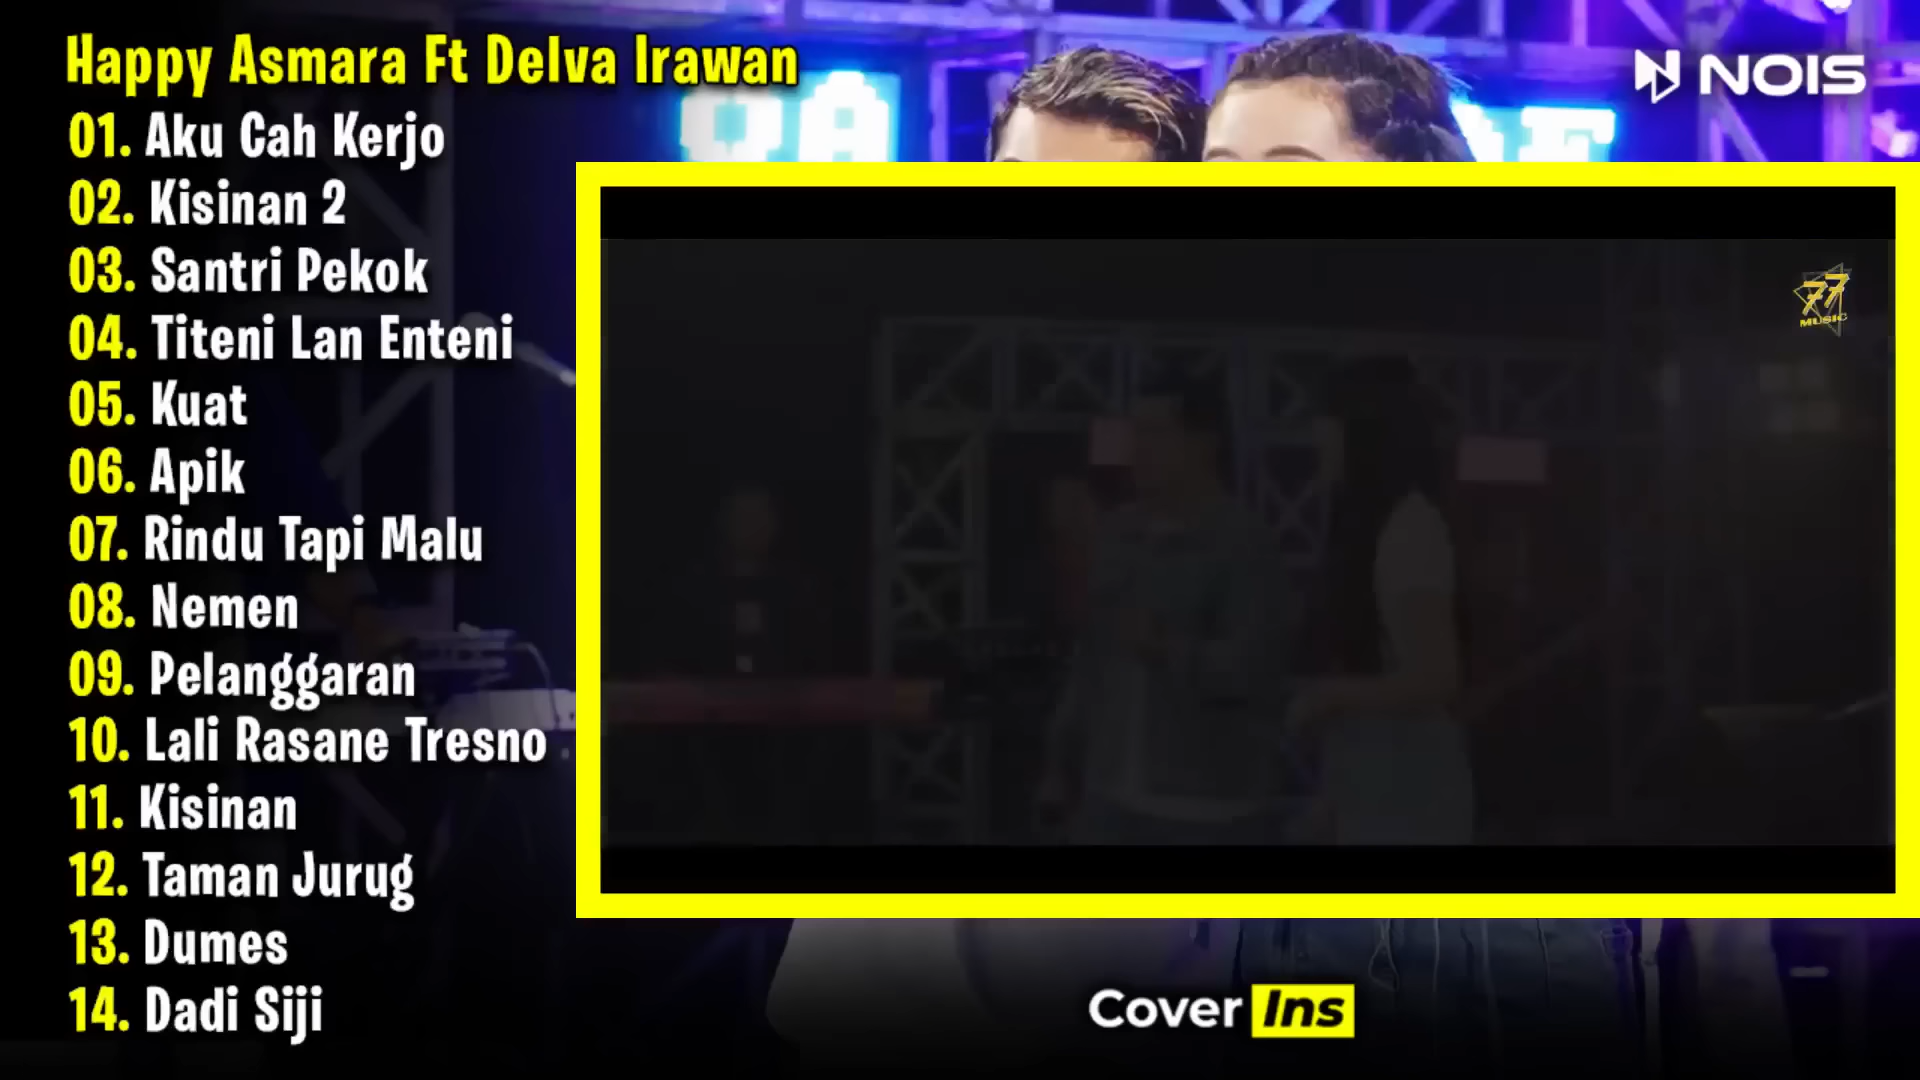 Happy Asmara Ft Delva Irawan
NOIS
01. Aku Cah Kerjo
02. Kisinan 2
03. Santri Pekok
04. Titeni Lan Enteni
05. Kuat
06. Apik
07. Rindu Tapi Malu
08. Nemen
09. Pelanggaran
10. Lali Rasane Tresno
11. Kisinan
12. Taman Jurug
13. Dumes
14. Dadi Siji
77
MUSIC
Cover Ins